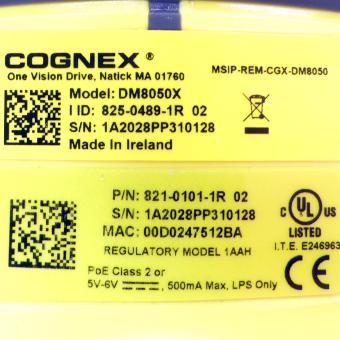 COGNEX®
One Vision Drive, Natick MA 01760
MSIP-REM-CGX-DM8050
Model: DM8050X
I ID: 825-0489-1R 02
S/N: 1A2028PP310128
Made In Ireland
P/N: 821-0101-1R 02
S/N: 1A2028PP310128
MAC: 00D0247512BA
REGULATORY MODEL 1AAH
C UL US
LISTED
I.T.E. E246963
PoE Class 2 or
5V-6V ⎓, 500mA Max, LPS Only